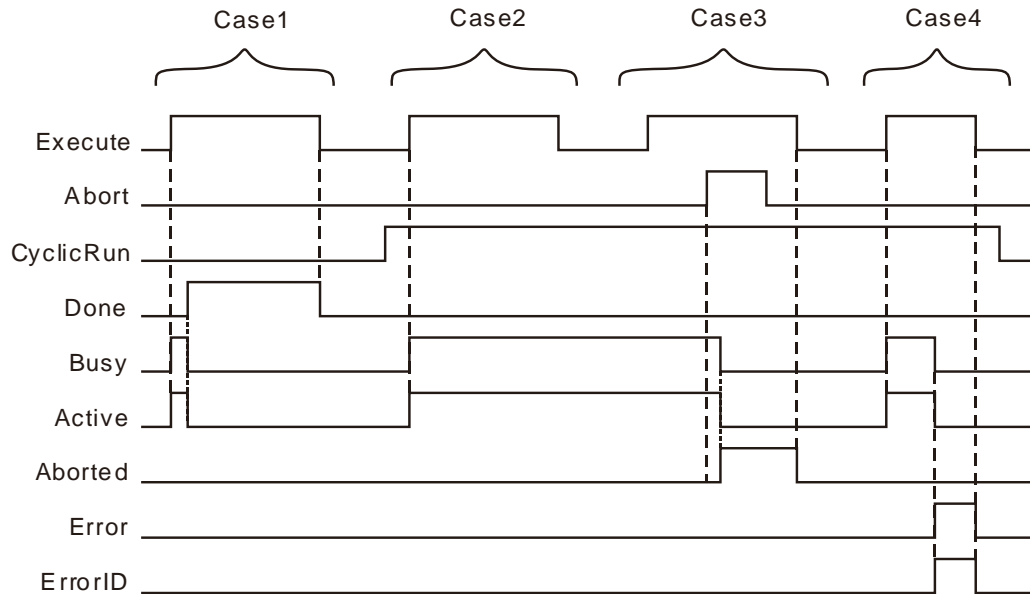 Case1 Case2 Case3 Case4
Execute
Abort
CyclicRun
Done
Busy
Active
Aborted
Error
ErrorID